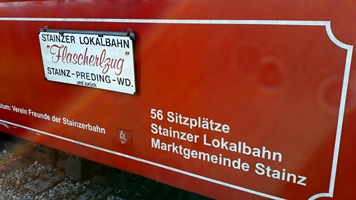 STAINZER LOKALBAHN
"Flascherlzug"
STAINZ-PREDING-WD.
und zurück
tum: Verein Freunde der Stainzerbahn
56 Sitzplätze
Stainzer Lokalbahn
Marktgemeinde Stainz